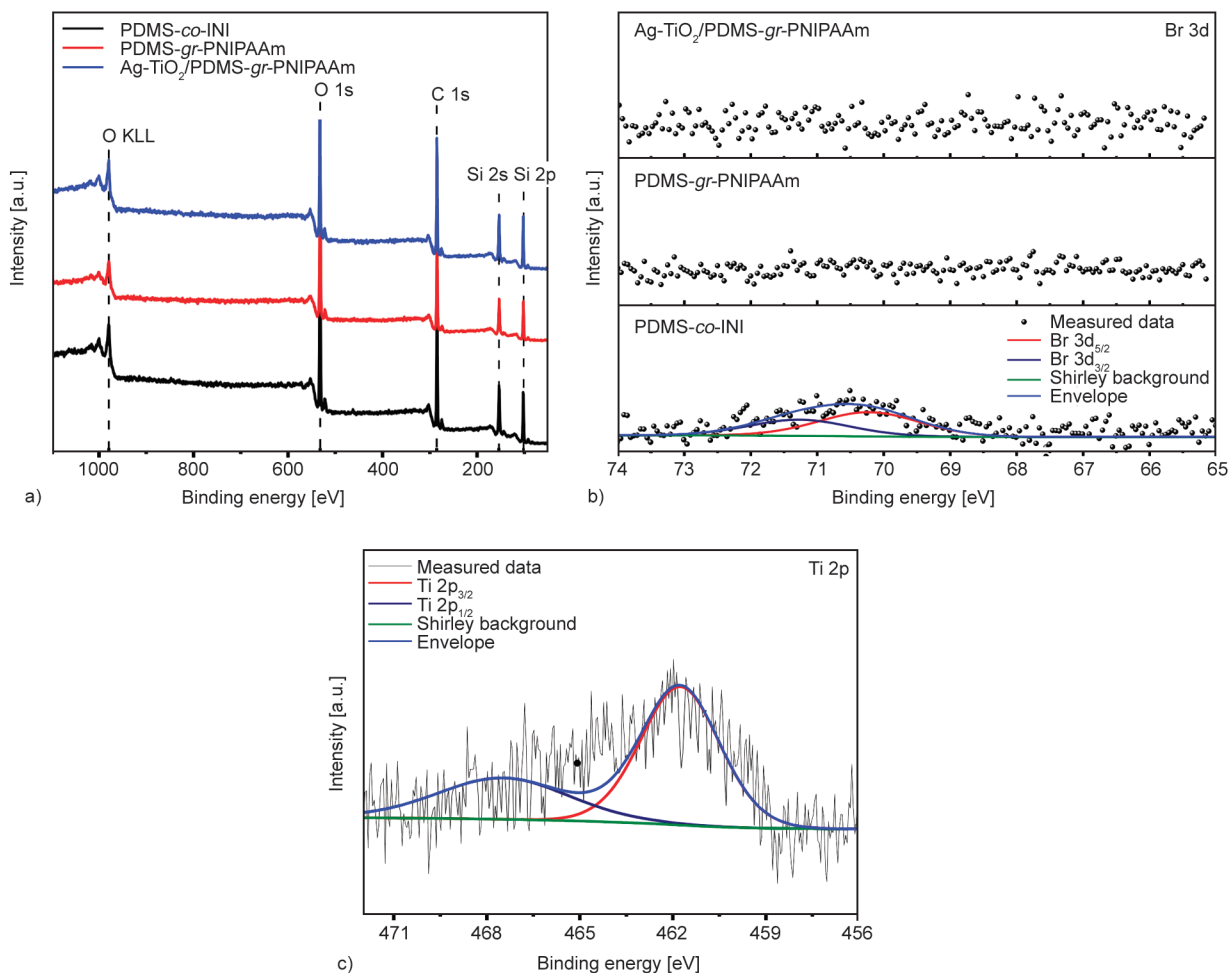 PDMS-co-INI
PDMS-gr-PNIPAAm
Ag-TiO2/PDMS-gr-PNIPAAm
O 1s
C 1s
O KLL
Si 2s
Si 2p
Intensity [a.u.]
1000
800
600
400
200
Binding energy [eV]
a)
Ag-TiO2/PDMS-gr-PNIPAAm
Br 3d
PDMS-gr-PNIPAAm
PDMS-co-INI
Measured data
Br 3d5/2
Br 3d3/2
Shirley background
Envelope
Intensity [a.u.]
74
73
72
71
70
69
68
67
66
65
Binding energy [eV]
b)
Measured data
Ti 2p3/2
Ti 2p1/2
Shirley background
Envelope
Ti 2p
Intensity [a.u.]
471
468
465
462
459
456
Binding energy [eV]
c)